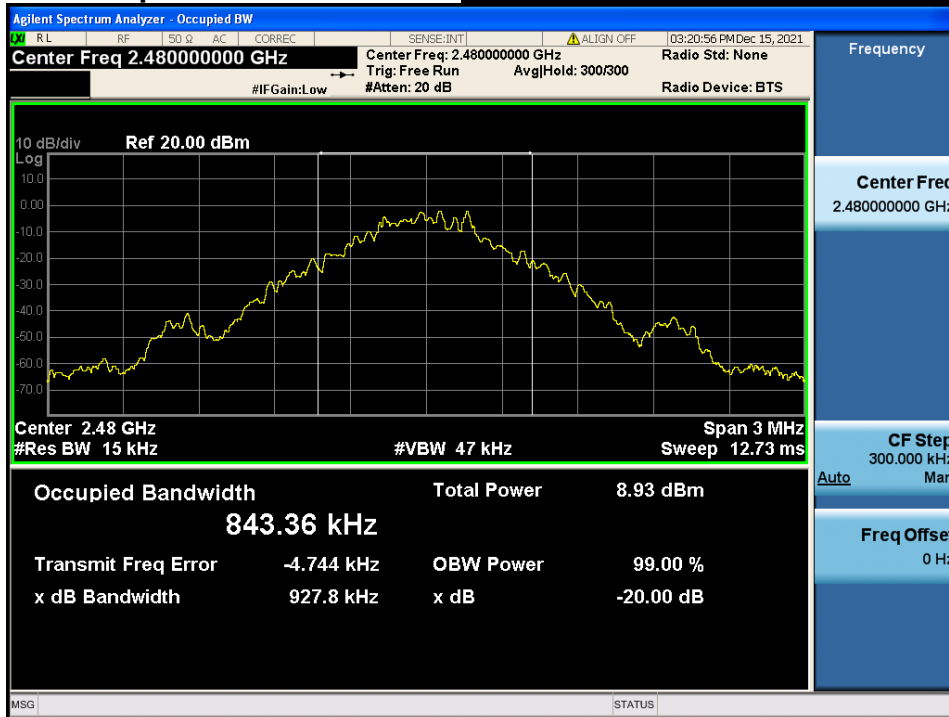 Agilent Spectrum Analyzer - Occupied BW
LXI RL RF 50 Ω AC CORREC SENSE:INT ALIGN OFF 03:20:56 PM Dec 15, 2021
Center Freq 2.480000000 GHz
Center Freq: 2.480000000 GHz
Radio Std: None
Trig: Free Run Avg|Hold: 300/300
#IFGain:Low
#Atten: 20 dB
Radio Device: BTS
Frequency
10 dB/div Ref 20.00 dBm
Log
10.0
0.00
-10.0
-20.0
-30.0
-40.0
-50.0
-60.0
-70.0
Center 2.48 GHz
Span 3 MHz
#Res BW 15 kHz
#VBW 47 kHz
Sweep 12.73 ms
Center Freq
2.480000000 GHz
CF Step
300.000 kHz
Auto Man
Freq Offset
0 Hz
Occupied Bandwidth
843.36 kHz
Total Power 8.93 dBm
Transmit Freq Error -4.744 kHz
OBW Power 99.00 %
x dB Bandwidth 927.8 kHz
x dB -20.00 dB
MSG
STATUS